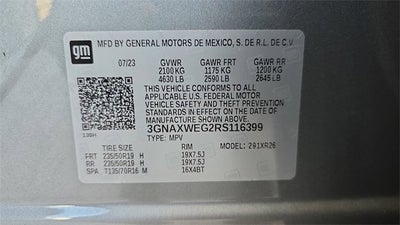 gm
MFD BY GENERAL MOTORS DE MEXICO, S. DE R.L. DE C.V.
07/23 GVWR GAWR FRT GAWR RR
2100 KG 1175 KG 1200 KG
4630 LB 2590 LB 2645 LB
THIS VEHICLE CONFORMS TO ALL APPLICABLE
U.S. FEDERAL MOTOR
VEHICLE SAFETY AND THEFT PREVENTION
STANDARDS IN EFFECT ON THE DATE OF
MANUFACTURE SHOWN ABOVE.
3GNAXWEG2RS116399
TYPE: MPV MODEL: 291XR26
TIRE SIZE RIM
FRT 235/50R19 H 19X7.5J
RR 235/50R19 H 19X7.5J
SPA T135/70R16 M 16X4BT